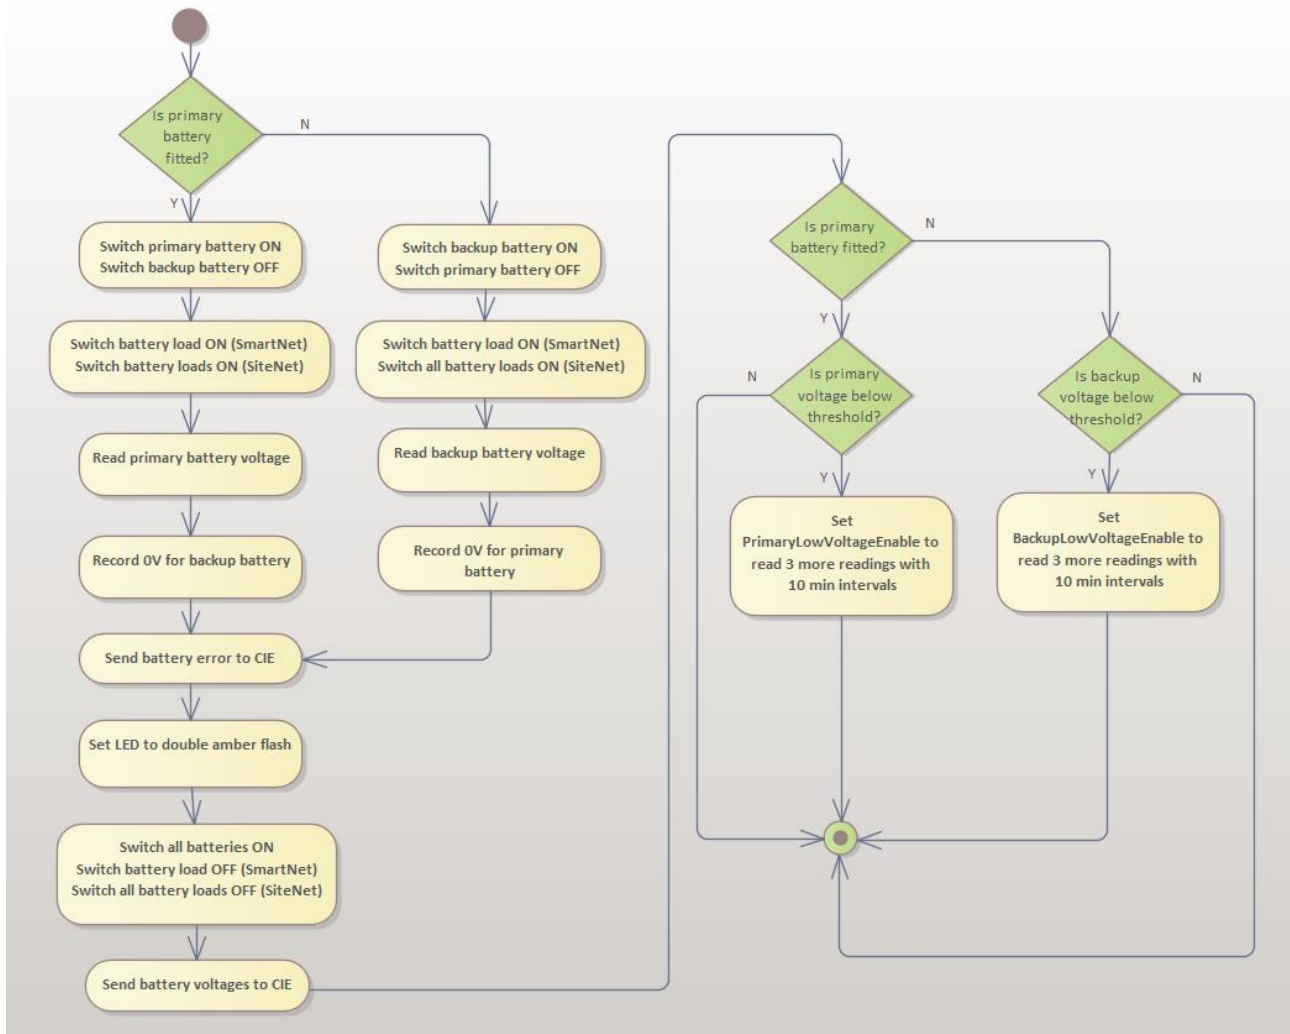 Is primary
battery
fitted?
N
Y
Switch primary battery ON
Switch backup battery OFF
Switch backup battery ON
Switch primary battery OFF
Switch battery load ON (SmartNet)
Switch battery loads ON (SiteNet)
Switch battery load ON (SmartNet)
Switch all battery loads ON (SiteNet)
Read primary battery voltage
Read backup battery voltage
Record 0V for backup battery
Record 0V for primary
battery
Send battery error to CIE
Set LED to double amber flash
Switch all batteries ON
Switch battery load OFF (SmartNet)
Switch all battery loads OFF (SiteNet)
Send battery voltages to CIE
Is primary
battery fitted?
N
Y
Is primary
voltage below
threshold?
N
Y
Is backup
voltage below
threshold?
N
Y
Set
PrimaryLowVoltageEnable to
read 3 more readings with
10 min intervals
Set
BackupLowVoltageEnable to
read 3 more readings with
10 min intervals